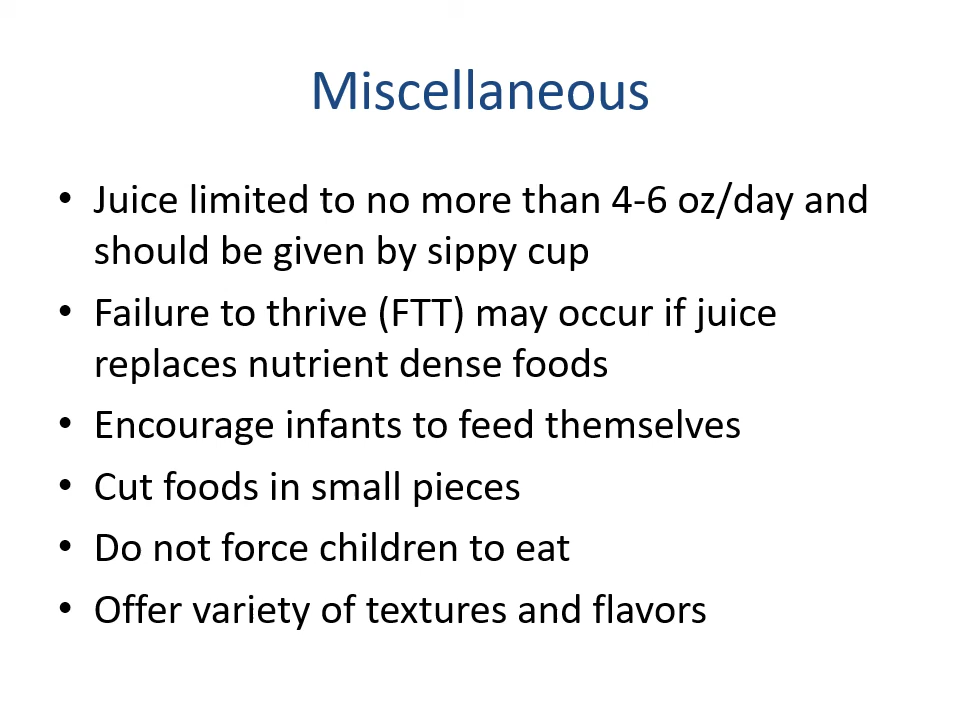 Miscellaneous
• Juice limited to no more than 4-6 oz/day and
should be given by sippy cup
• Failure to thrive (FTT) may occur if juice
replaces nutrient dense foods
• Encourage infants to feed themselves
• Cut foods in small pieces
• Do not force children to eat
• Offer variety of textures and flavors